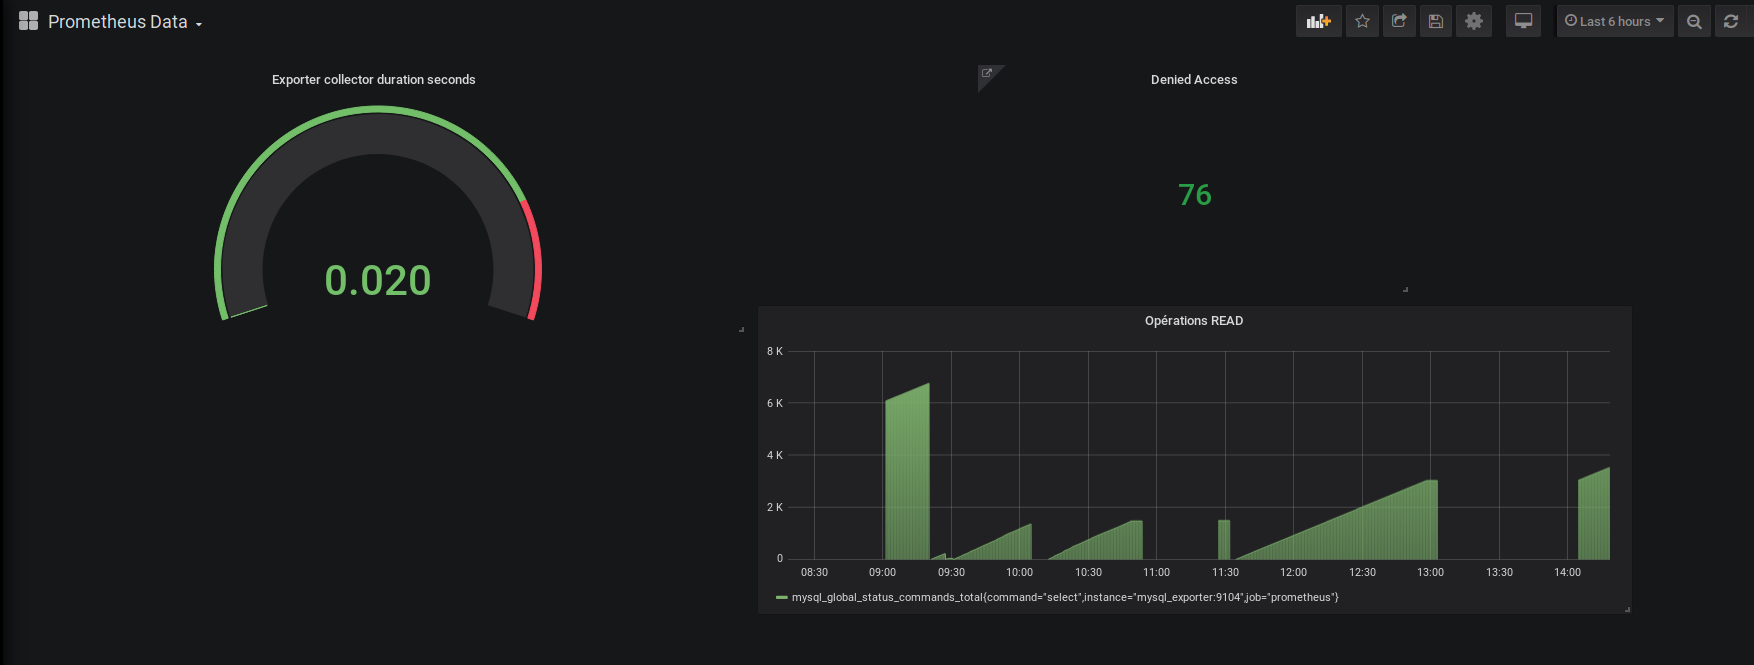 Prometheus Data
Last 6 hours
Exporter collector duration seconds
0.020
Denied Access
76
Opérations READ
8 K
6 K
4 K
2 K
0
08:30 09:00 09:30 10:00 10:30 11:00 11:30 12:00 12:30 13:00 13:30 14:00
mysql_global_status_commands_total{command="select",instance="mysql_exporter:9104",job="prometheus"}